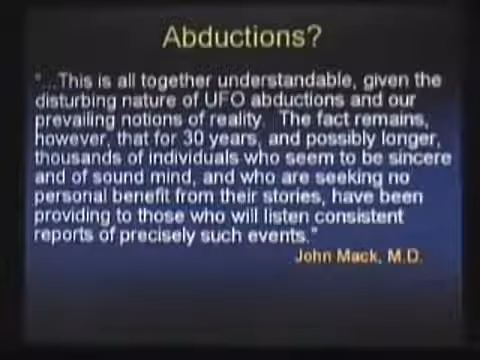 Abductions?
"...This is all together understandable, given the
disturbing nature of UFO abductions and our
prevailing notions of reality. The fact remains,
however, that for 30 years, and possibly longer,
thousands of individuals who seem to be sincere
and of sound mind, and who are seeking no
personal benefit from their stories, have been
providing to those who will listen consistent
reports of precisely such events."
John Mack, M.D.